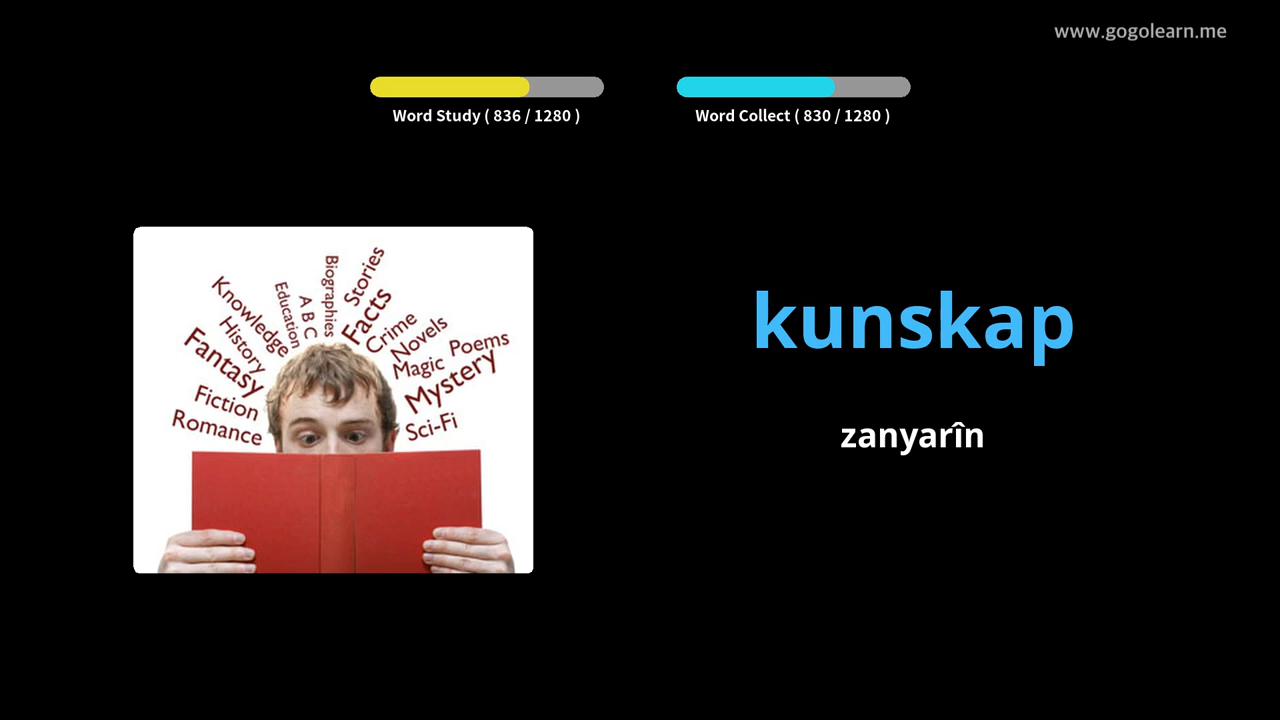 www.gogolearn.me
Word Study ( 836 / 1280 )
Word Collect ( 830 / 1280 )
Knowledge
Education
A B C
Biographies
Stories
Facts
Crime
Novels
Poems
Magic
Mystery
Sci-Fi
History
Fantasy
Fiction
Romance
kunskap
zanyarîn